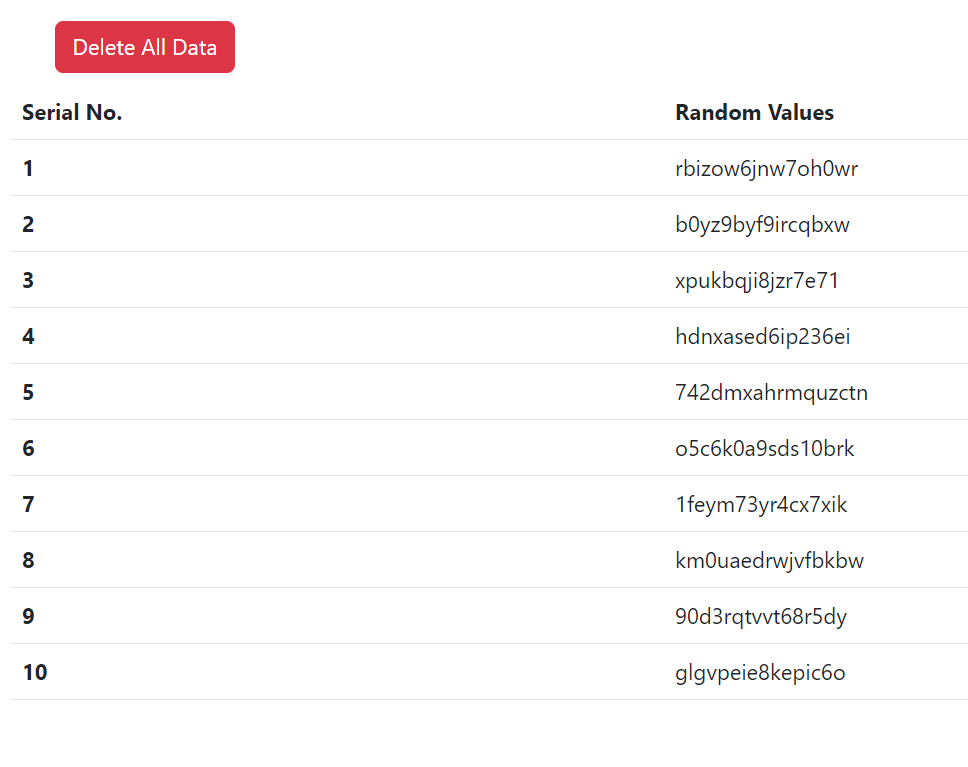 Delete All Data
Serial No. Random Values
1 rbizow6jnw7oh0wr
2 b0yz9byf9ircqbxw
3 xpukbqji8jzr7e71
4 hdnxased6ip236ei
5 742dmxahrmquzctn
6 o5c6k0a9sds10brk
7 1feym73yr4cx7xik
8 km0uaedrwjvfbkbw
9 90d3rqtvvt68r5dy
10 glgvpeie8kepic6o